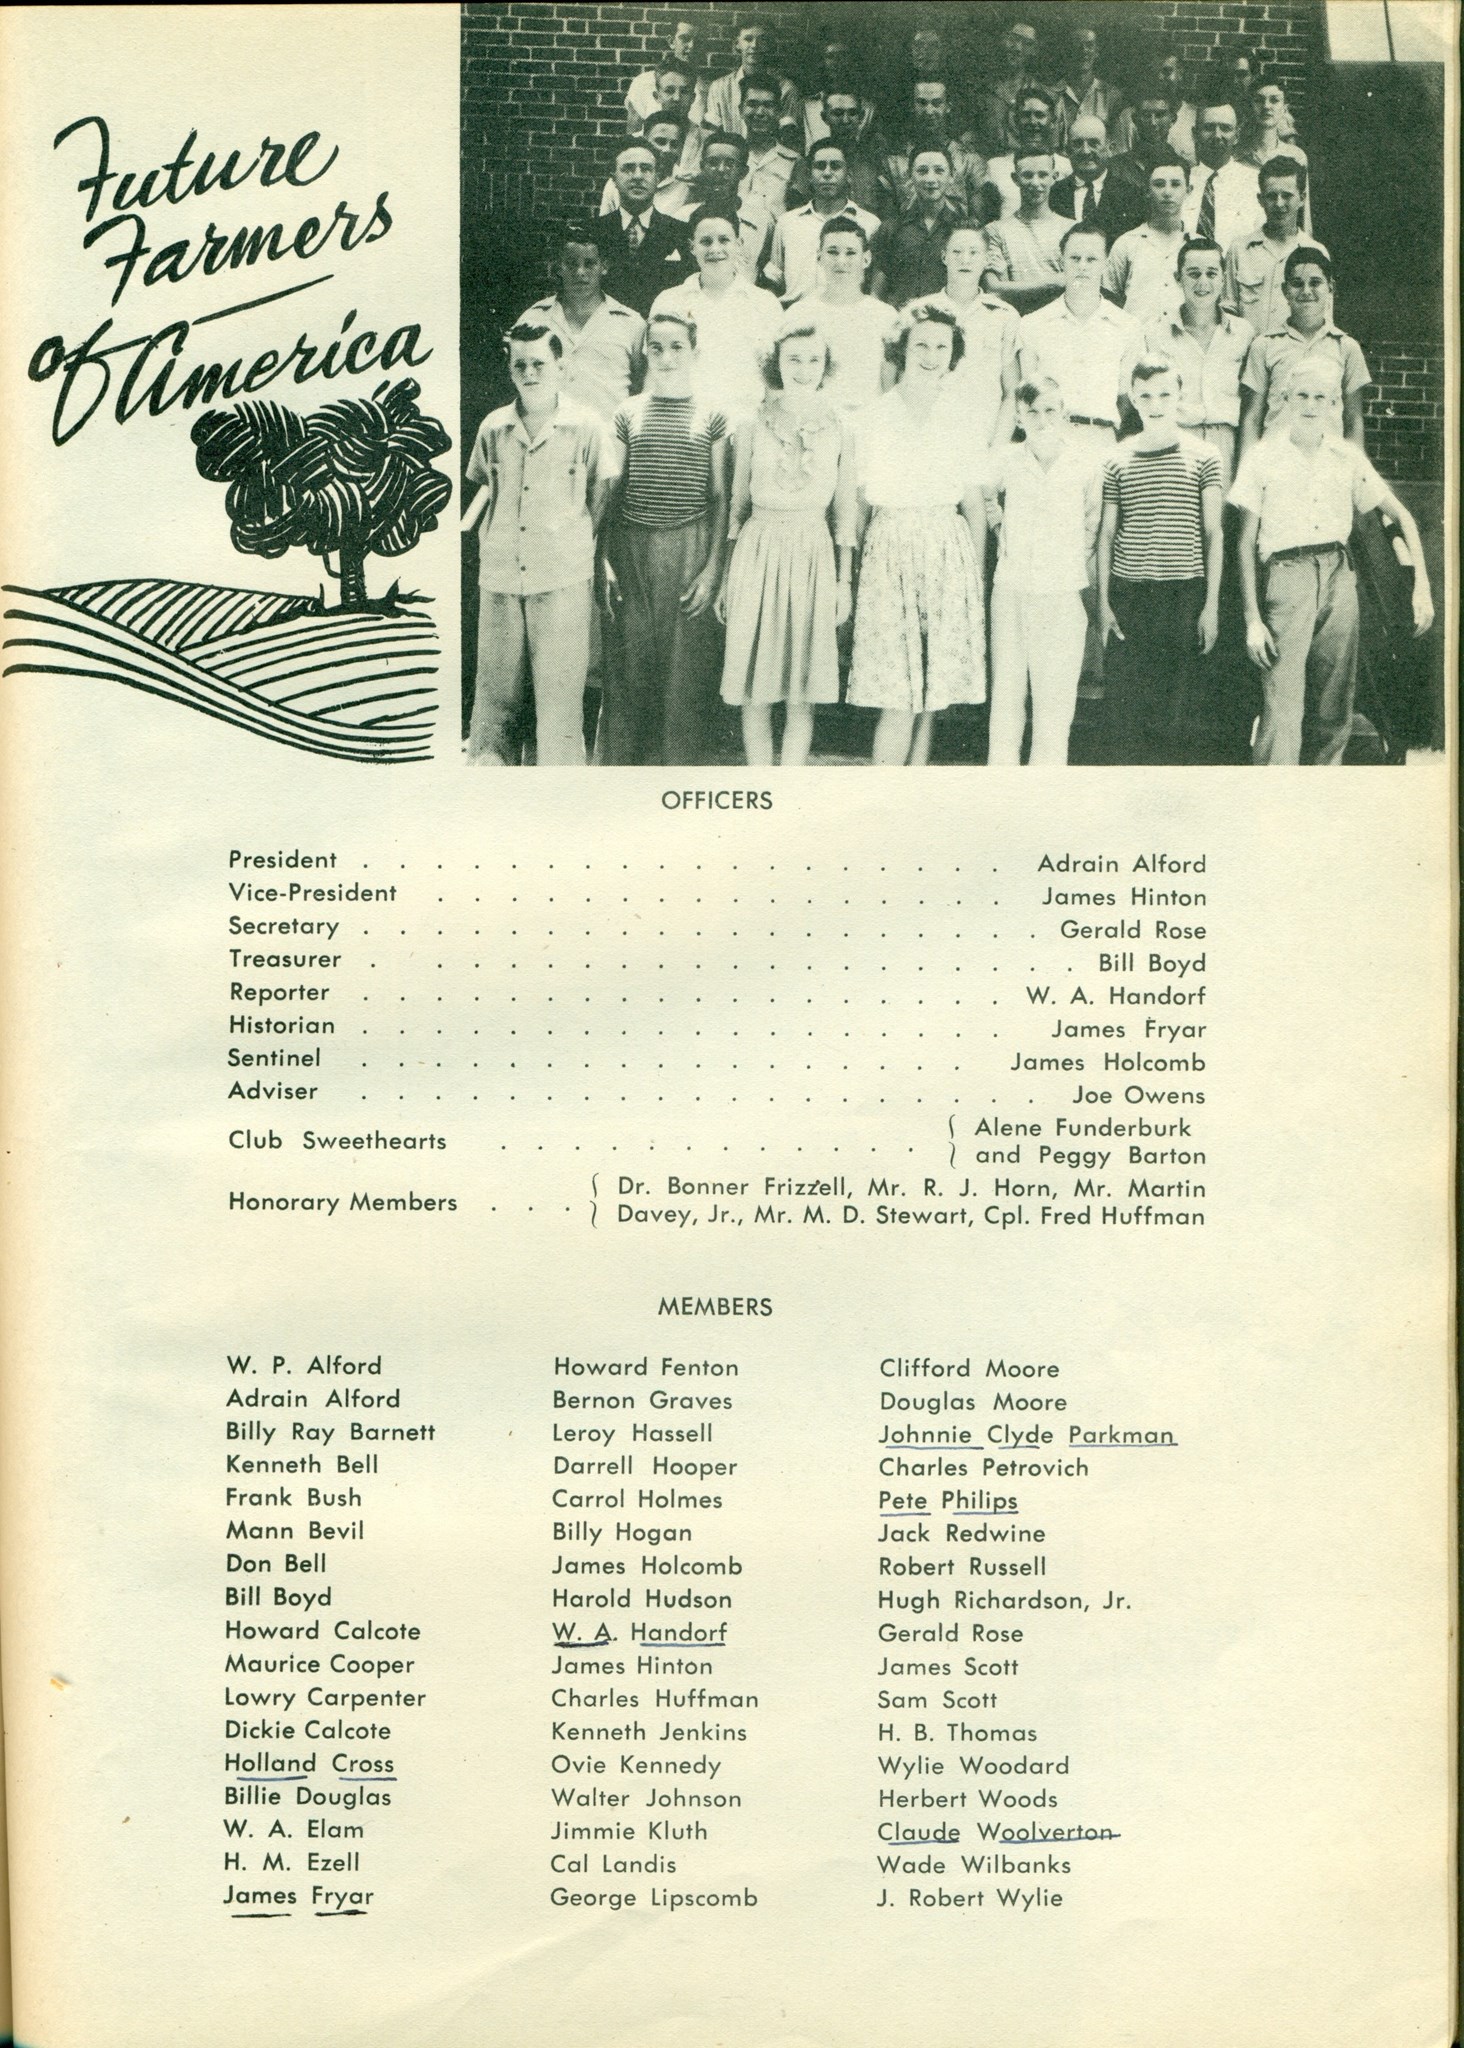 Future
Farmers
of America
OFFICERS
President . . . . . . . . . . . . . . . . . . Adrain Alford
Vice-President . . . . . . . . . . . . . . . . James Hinton
Secretary . . . . . . . . . . . . . . . . . . . Gerald Rose
Treasurer . . . . . . . . . . . . . . . . . . Bill Boyd
Reporter . . . . . . . . . . . . . . . . . . W. A. Handorf
Historian . . . . . . . . . . . . . . . . . . James Fryar
Sentinel . . . . . . . . . . . . . . . . . James Holcomb
Adviser . . . . . . . . . . . . . . . . . . . Joe Owens
Club Sweethearts . . . . . . . . . . . . { Alene Funderburk
and Peggy Barton
Honorary Members . . . { Dr. Bonner Frizzell, Mr. R. J. Horn, Mr. Martin
Davey, Jr., Mr. M. D. Stewart, Cpl. Fred Huffman
MEMBERS
W. P. Alford
Adrain Alford
Billy Ray Barnett
Kenneth Bell
Frank Bush
Mann Bevil
Don Bell
Bill Boyd
Howard Calcote
Maurice Cooper
Lowry Carpenter
Dickie Calcote
Holland Cross
Billie Douglas
W. A. Elam
H. M. Ezell
James Fryar
Howard Fenton
Bernon Graves
Leroy Hassell
Darrell Hooper
Carrol Holmes
Billy Hogan
James Holcomb
Harold Hudson
W. A. Handorf
James Hinton
Charles Huffman
Kenneth Jenkins
Ovie Kennedy
Walter Johnson
Jimmie Kluth
Cal Landis
George Lipscomb
Clifford Moore
Douglas Moore
Johnnie Clyde Parkman
Charles Petrovich
Pete Philips
Jack Redwine
Robert Russell
Hugh Richardson, Jr.
Gerald Rose
James Scott
Sam Scott
H. B. Thomas
Wylie Woodard
Herbert Woods
Claude Woolverton
Wade Wilbanks
J. Robert Wylie